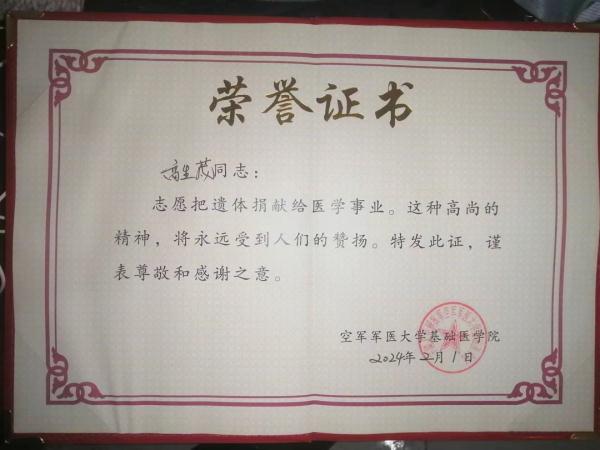 荣誉证书
高生茂同志：
志愿把遗体捐献给医学事业。这种高尚的
精神，将永远受到人们的赞扬。特发此证，谨
表尊敬和感谢之意。
空军军医大学基础医学院
2024年2月1日